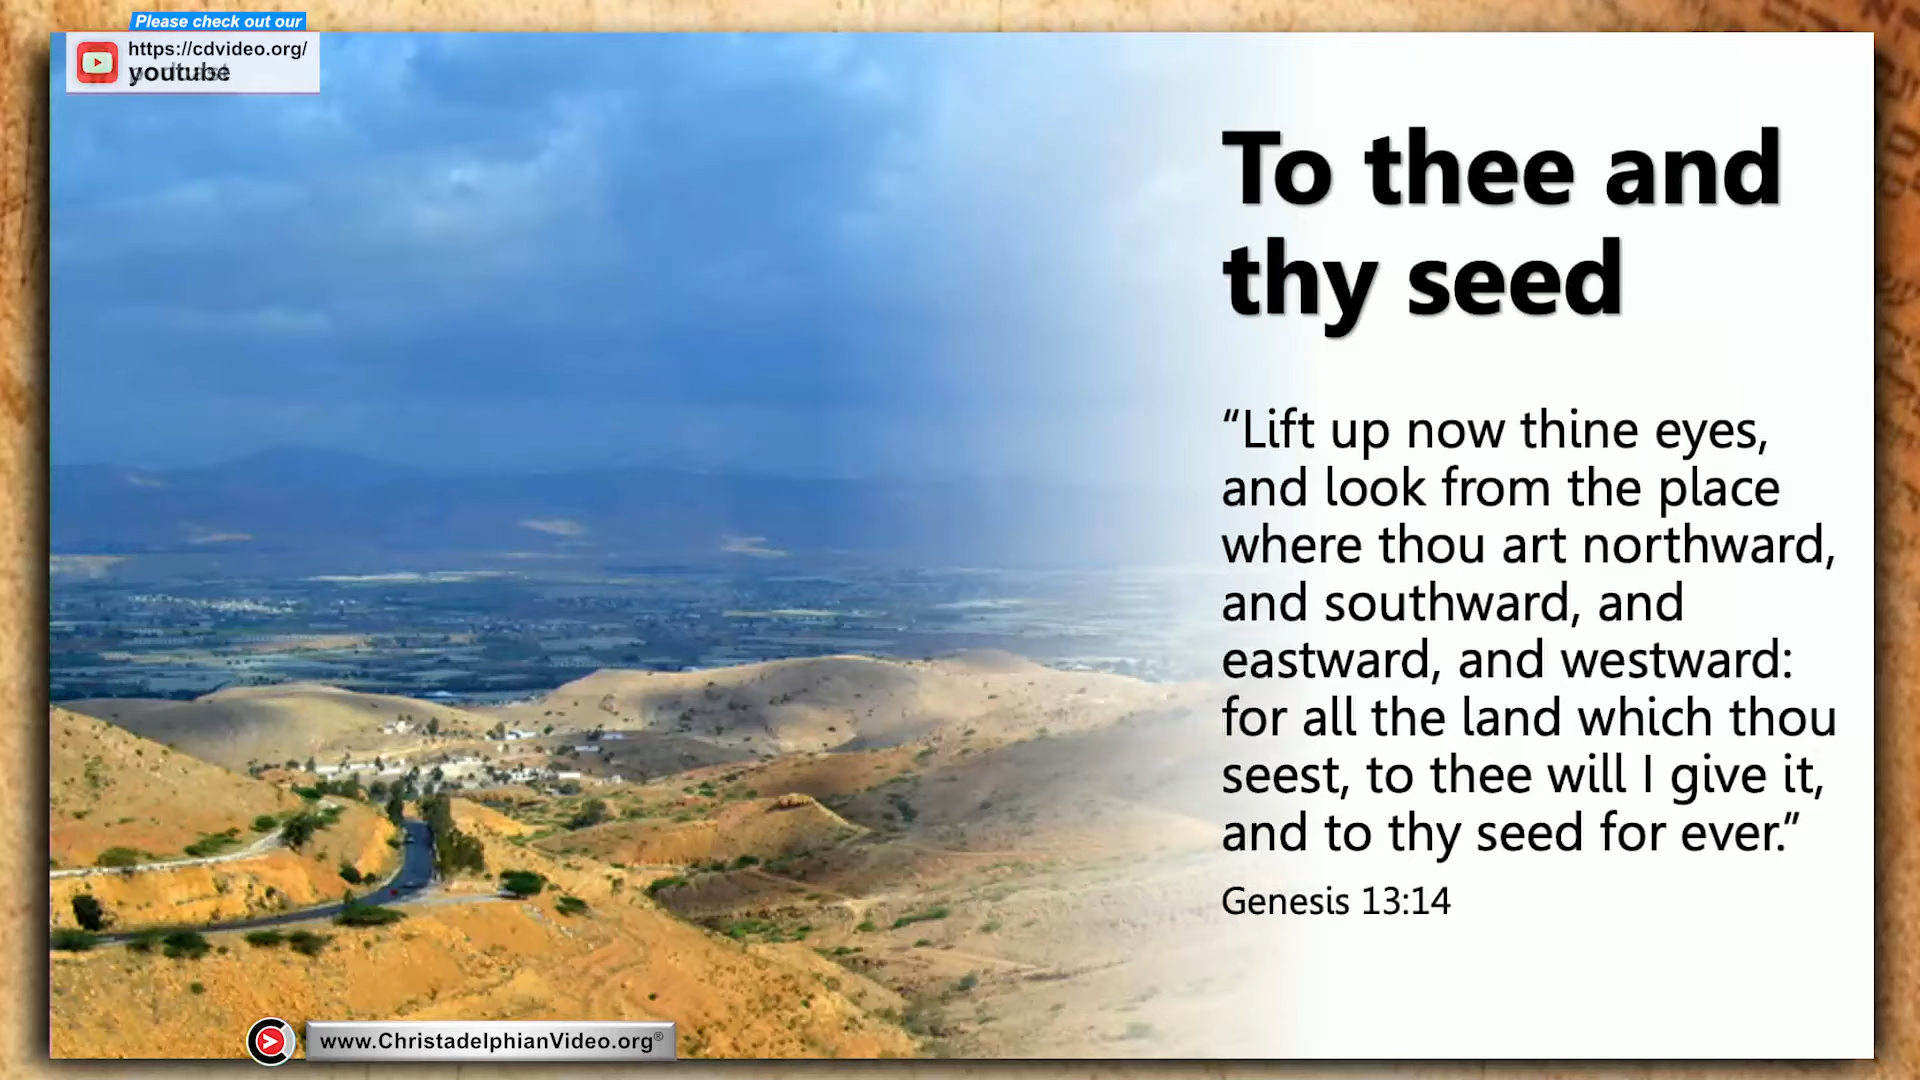 Please check out our
https://cdvideo.org/
youtube
To thee and
thy seed
“Lift up now thine eyes,
and look from the place
where thou art northward,
and southward, and
eastward, and westward:
for all the land which thou
seest, to thee will I give it,
and to thy seed for ever.”
Genesis 13:14
www.ChristadelphianVideo.org®